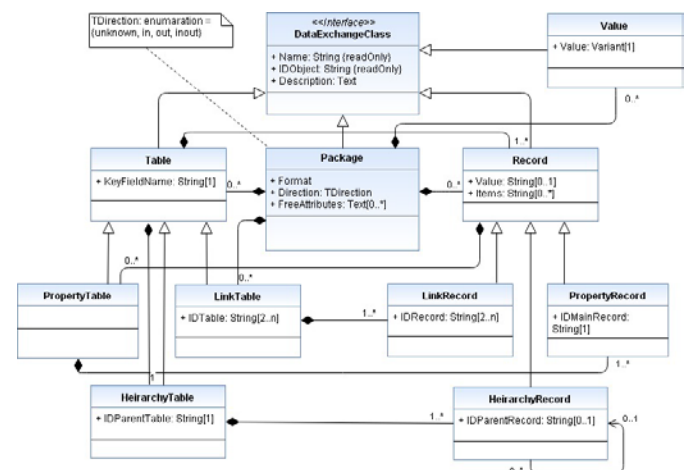 TDirection: enumaration =
(unknown, in, out, inout)
<<Interface>>
DataExchangeClass
+ Name: String {readOnly}
+ IDObject: String {readOnly}
+ Description: Text
Value
+ Value: Variant[1]
0..*
1..*
Table
+ KeyFieldName: String[1]
0..*
Package
+ Format
+ Direction: TDirection
+ FreeAttributes: Text[0..*]
0..*
Record
+ Value: String[0..1]
+ Items: String[0..*]
0..*
0..*
PropertyTable
LinkTable
+ IDTable: String[2..n]
1..*
LinkRecord
+ IDRecord: String[2..n]
PropertyRecord
+ IDMainRecord:
String[1]
1..*
1
HeirarchyTable
+ IDParentTable: String[1]
1..*
HeirarchyRecord
+ IDParentRecord: String[0..1]
0..1
0..*